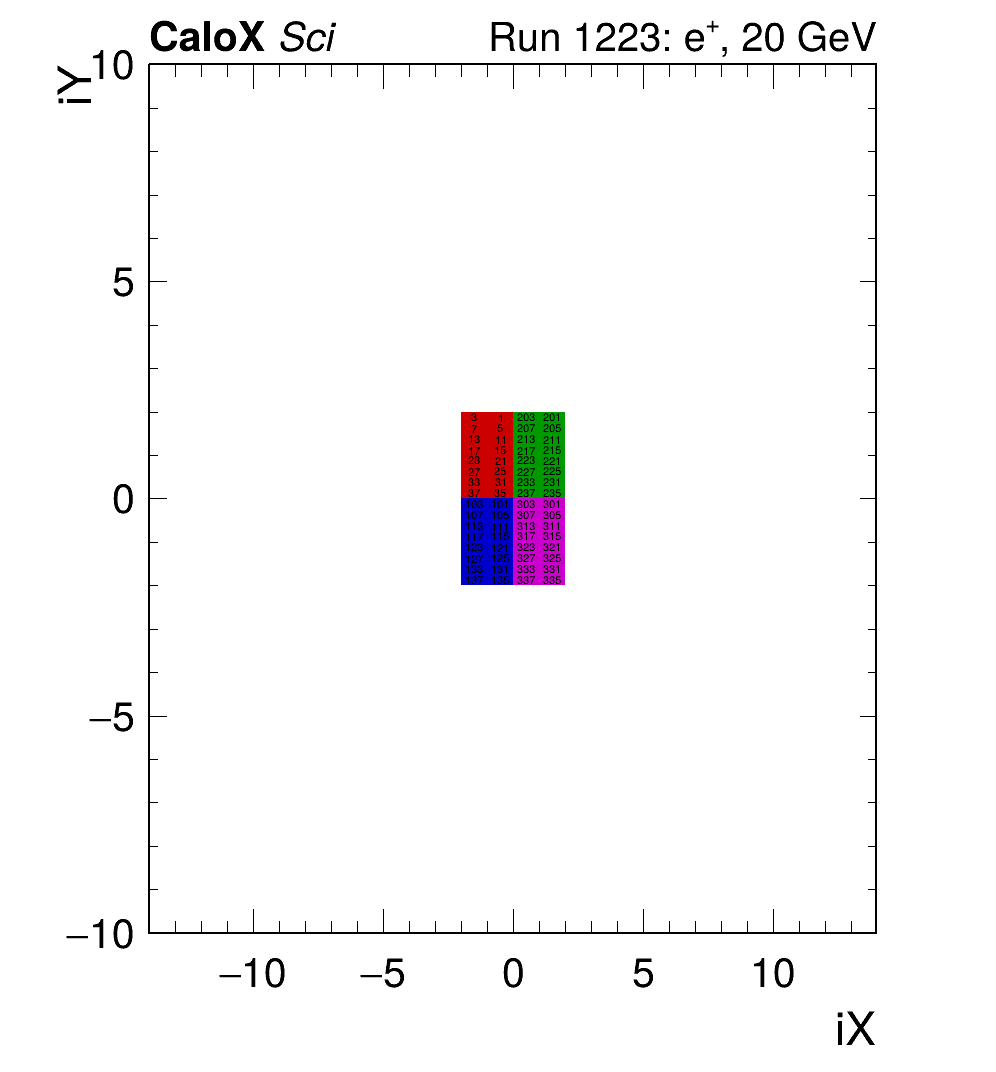 CaloX Sci Run 1223: e⁺, 20 GeV
iY
10
3 1 203 201
7 5 207 205
13 11 213 211
17 15 217 215
23 21 223 221
27 25 227 225
33 31 233 231
37 35 237 235
103 101 303 301
107 105 307 305
113 111 313 311
117 115 317 315
123 121 323 321
127 125 327 325
133 131 333 331
137 135 337 335
5
0
−5
−10
−10 −5 0 5 10
iX